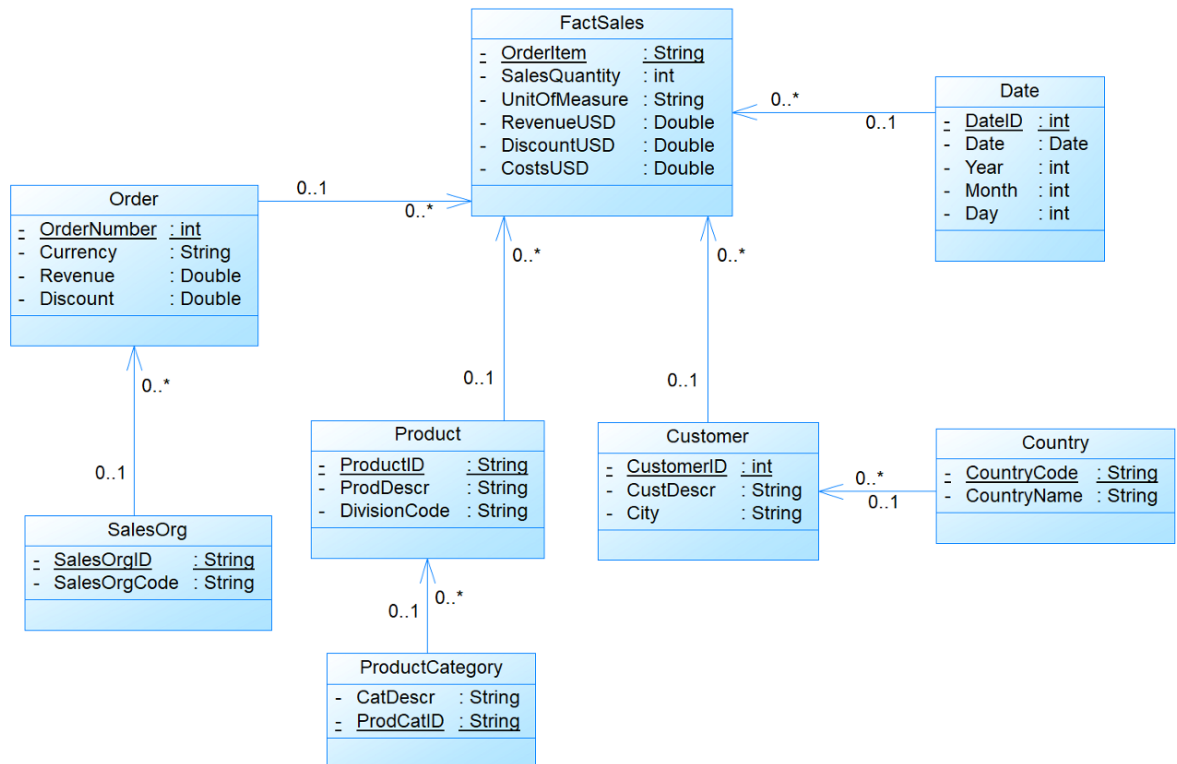 FactSales
- OrderItem : String
- SalesQuantity : int
- UnitOfMeasure : String
- RevenueUSD : Double
- DiscountUSD : Double
- CostsUSD : Double
0..*
0..1
Date
- DateID : int
- Date : Date
- Year : int
- Month : int
- Day : int
0..1
0..*
Order
- OrderNumber : int
- Currency : String
- Revenue : Double
- Discount : Double
0..*
0..*
0..*
0..1
0..1
0..1
Product
- ProductID : String
- ProdDescr : String
- DivisionCode : String
Customer
- CustomerID : int
- CustDescr : String
- City : String
0..*
0..1
Country
- CountryCode : String
- CountryName : String
SalesOrg
- SalesOrgID : String
- SalesOrgCode : String
0..*
0..1
ProductCategory
- CatDescr : String
- ProdCatID : String